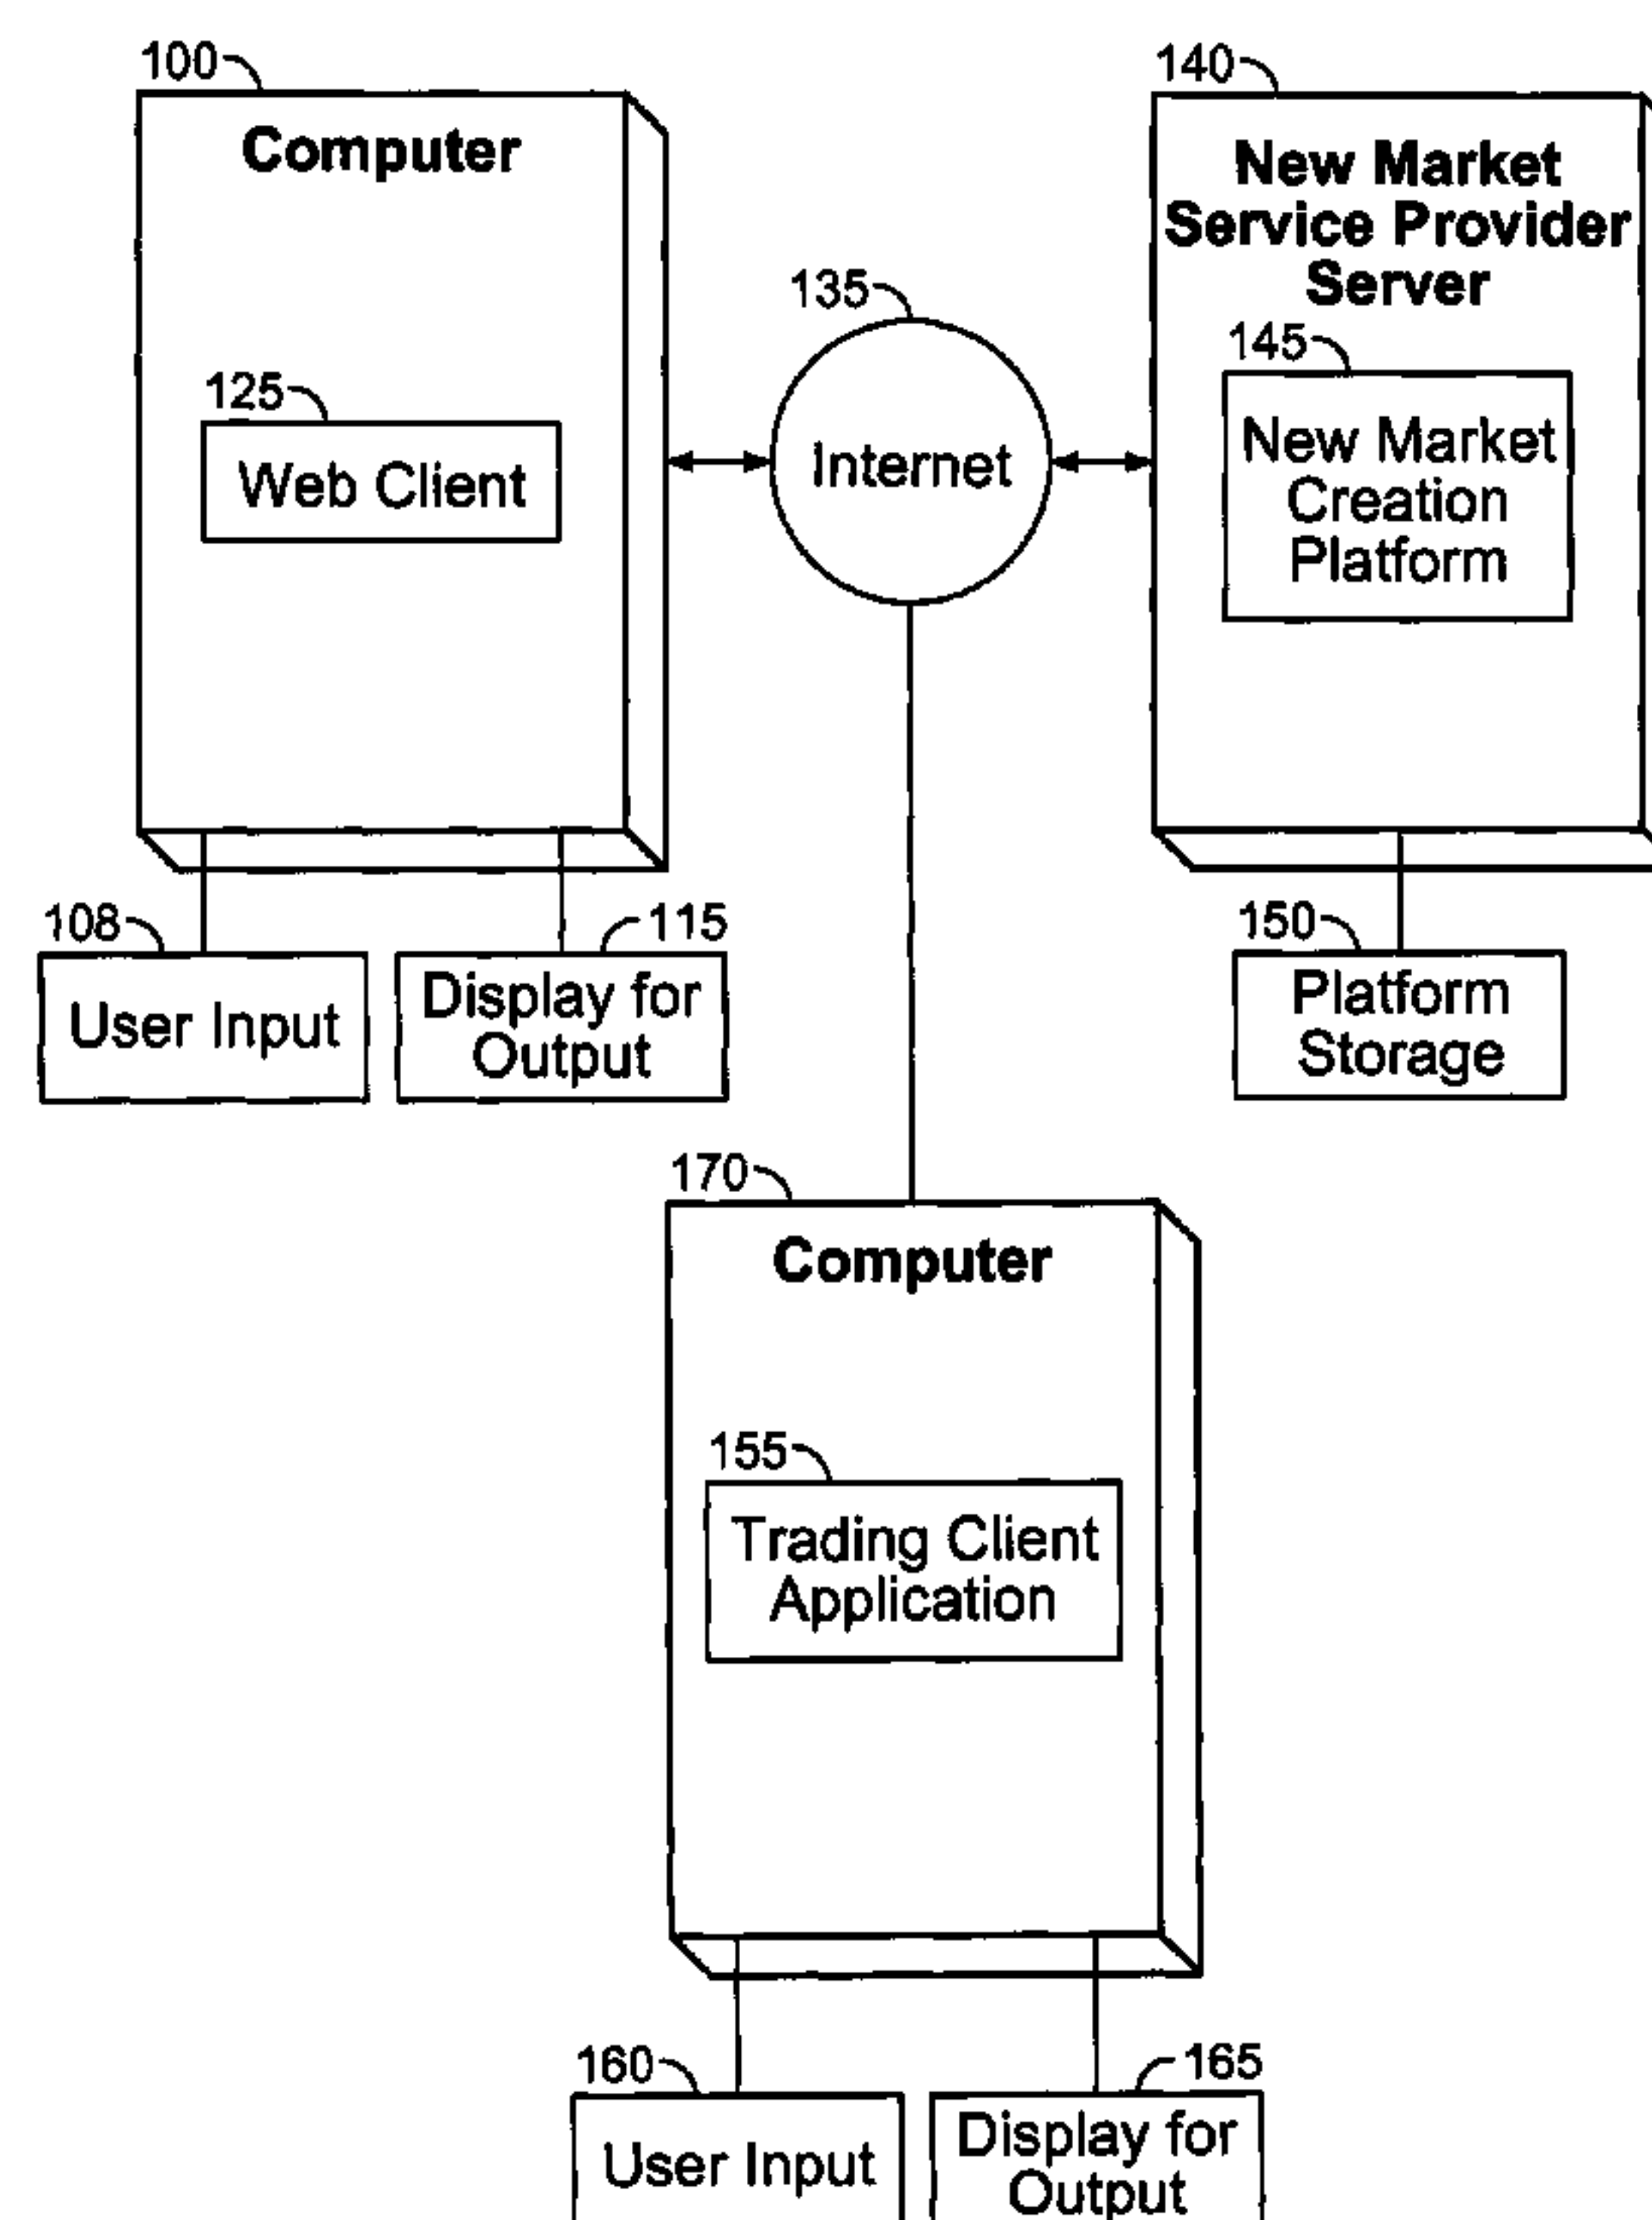 100
Computer
125
Web Client
108
User Input
115
Display for
Output
135
Internet
140
New Market
Service Provider
Server
145
New Market
Creation
Platform
150
Platform
Storage
170
Computer
155
Trading Client
Application
160
User Input
165
Display for
Output